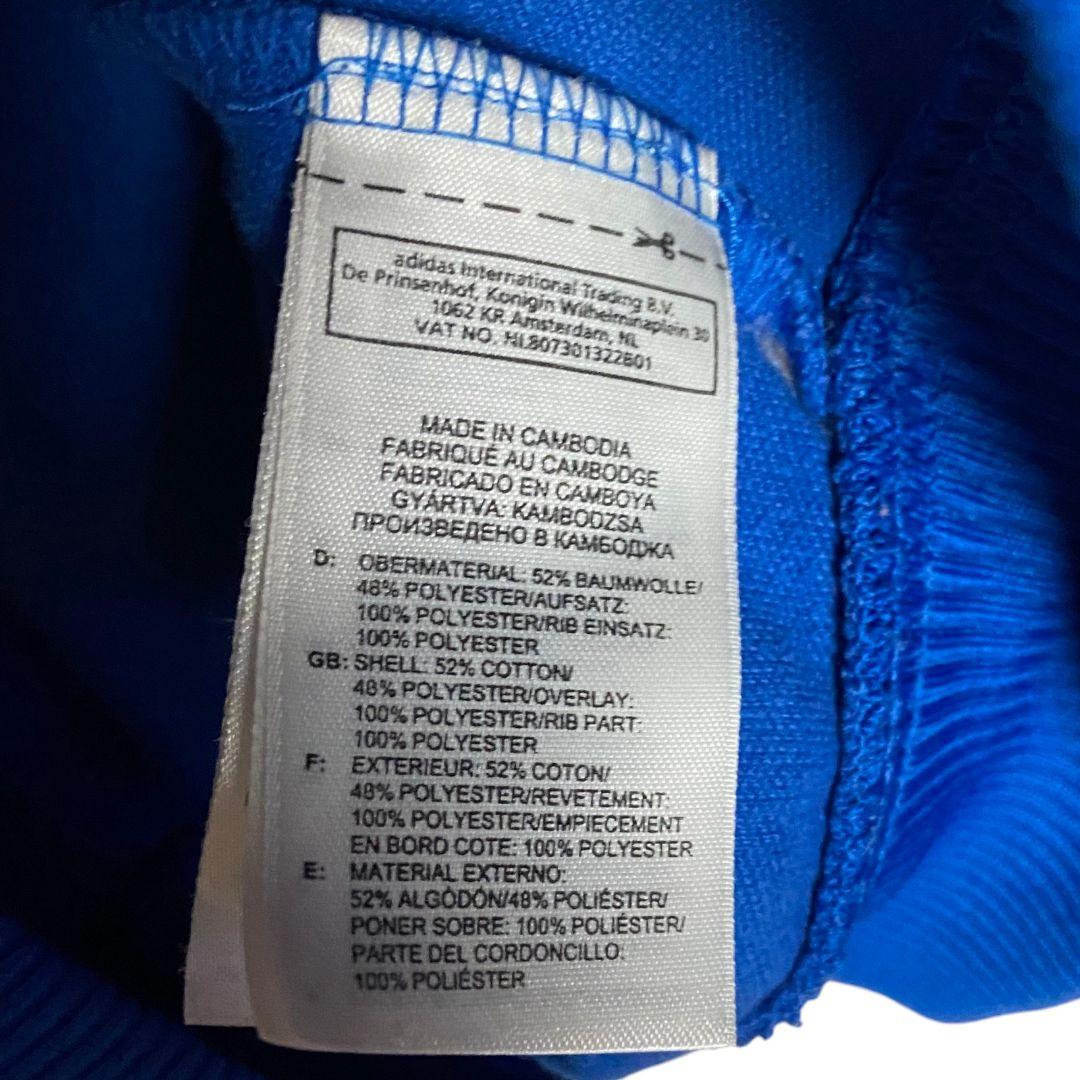 adidas International Trading B.V.
De Prinsenhof, Konigin Wilhelminaplein 30
1062 KR Amsterdam, NL
VAT NO. NL807301322B01
MADE IN CAMBODIA
FABRIQUÉ AU CAMBODGE
FABRICADO EN CAMBOYA
GYÁRTVA: KAMBODZSA
ПРОИЗВЕДЕНО В КАМБОДЖА
D: OBERMATERIAL: 52% BAUMWOLLE/
48% POLYESTER/AUFSATZ:
100% POLYESTER/RIB EINSATZ:
100% POLYESTER
GB: SHELL: 52% COTTON/
48% POLYESTER/OVERLAY:
100% POLYESTER/RIB PART:
100% POLYESTER
F: EXTERIEUR: 52% COTON/
48% POLYESTER/REVETEMENT:
100% POLYESTER/EMPIECEMENT
EN BORD COTE: 100% POLYESTER
E: MATERIAL EXTERNO:
52% ALGÒDÓN/48% POLIÉSTER/
PONER SOBRE: 100% POLIÉSTER/
PARTE DEL CORDONCILLO:
100% POLIÉSTER